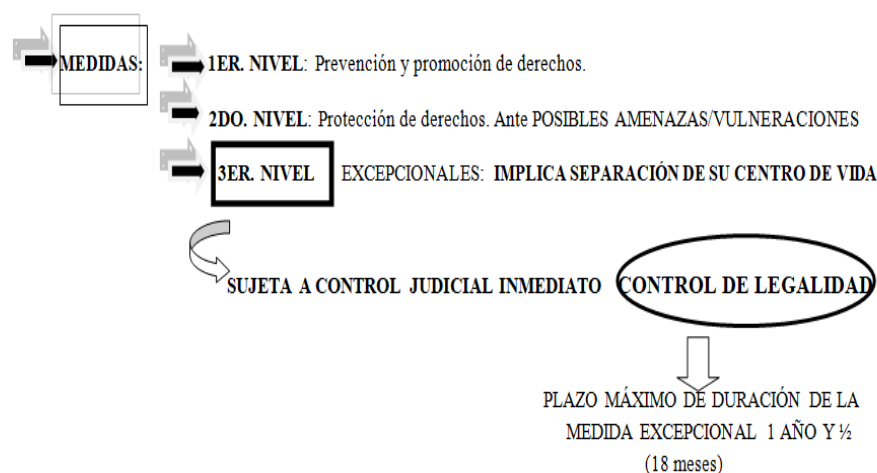 MEDIDAS:
1ER. NIVEL: Prevención y promoción de derechos.
2DO. NIVEL: Protección de derechos. Ante POSIBLES AMENAZAS/VULNERACIONES
3ER. NIVEL EXCEPCIONALES: IMPLICA SEPARACIÓN DE SU CENTRO DE VIDA
SUJETA A CONTROL JUDICIAL INMEDIATO CONTROL DE LEGALIDAD
PLAZO MÁXIMO DE DURACIÓN DE LA
MEDIDA EXCEPCIONAL 1 AÑO Y ½
(18 meses)